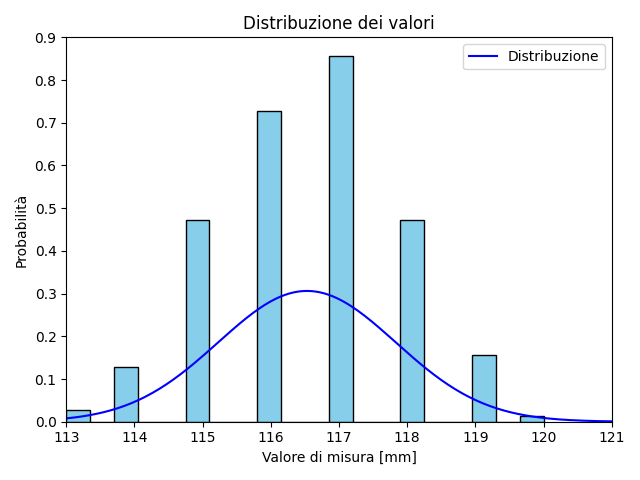 Distribuzione dei valori
Distribuzione
Probabilità
0.9
0.8
0.7
0.6
0.5
0.4
0.3
0.2
0.1
0.0
113 114 115 116 117 118 119 120 121
Valore di misura [mm]